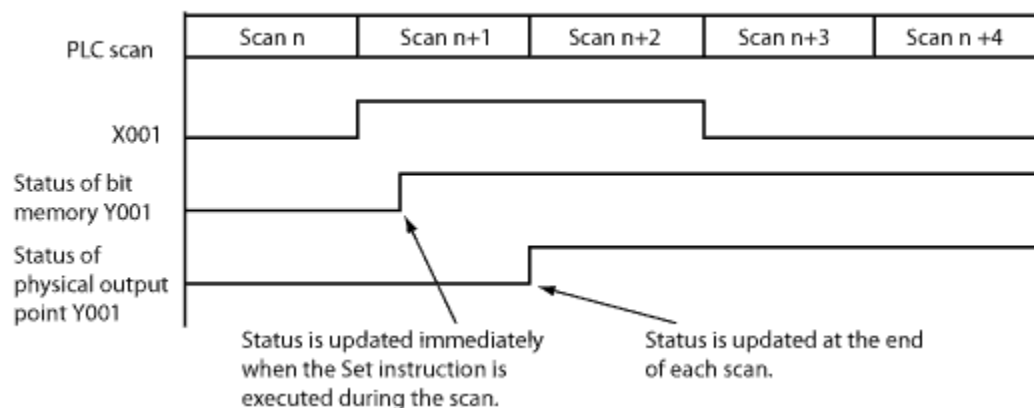 PLC scan
Scan n
Scan n+1
Scan n+2
Scan n+3
Scan n +4
X001
Status of bit
memory Y001
Status of
physical output
point Y001
Status is updated immediately
when the Set instruction is
executed during the scan.
Status is updated at the end
of each scan.